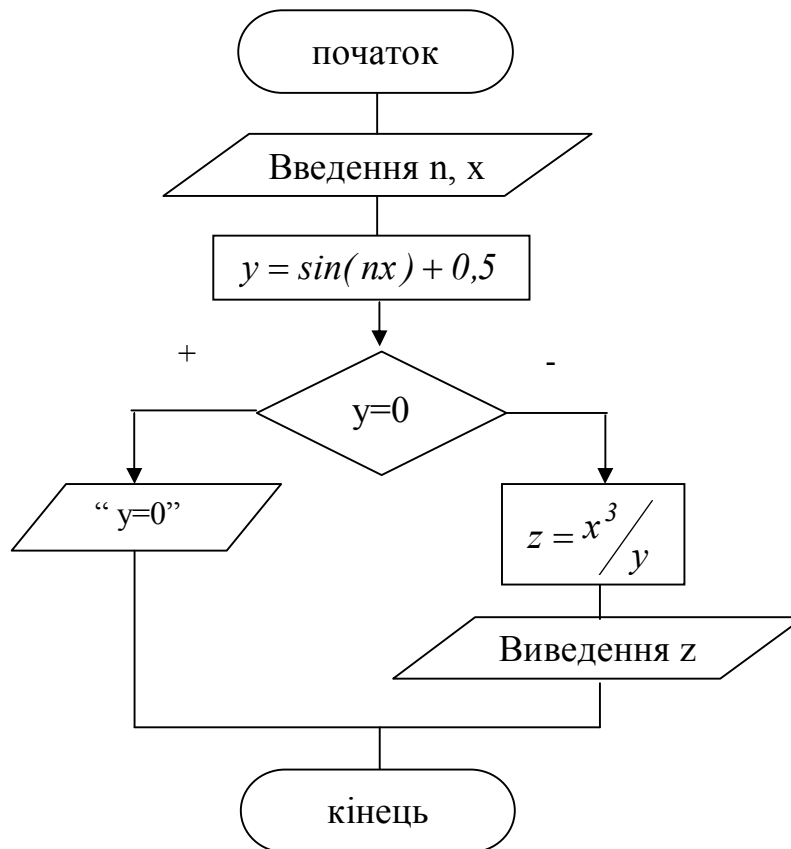 початок
Введення n, x
y = sin( nx ) + 0,5
+
-
y=0
“ y=0”
z = x³/y
Виведення z
кінець